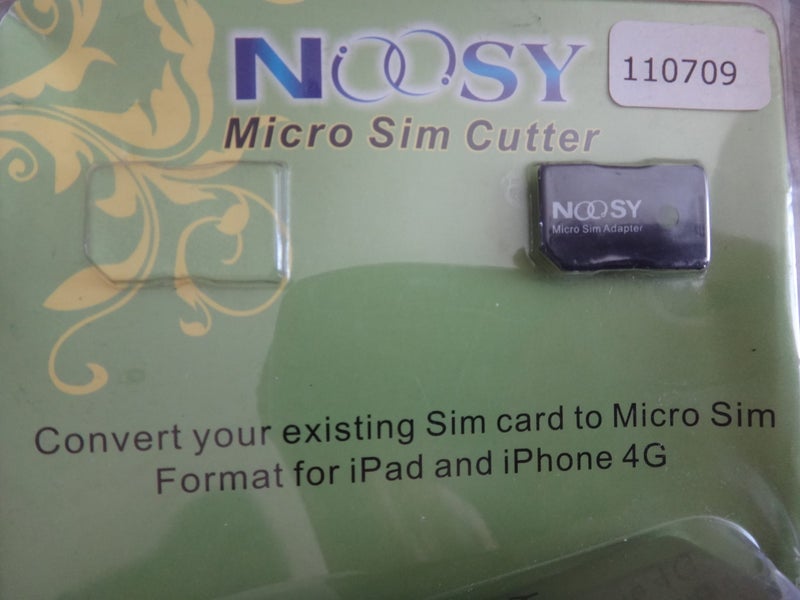 NOOSY
110709
Micro Sim Cutter
NOOSY
Micro Sim Adapter
Convert your existing Sim card to Micro Sim
Format for iPad and iPhone 4G